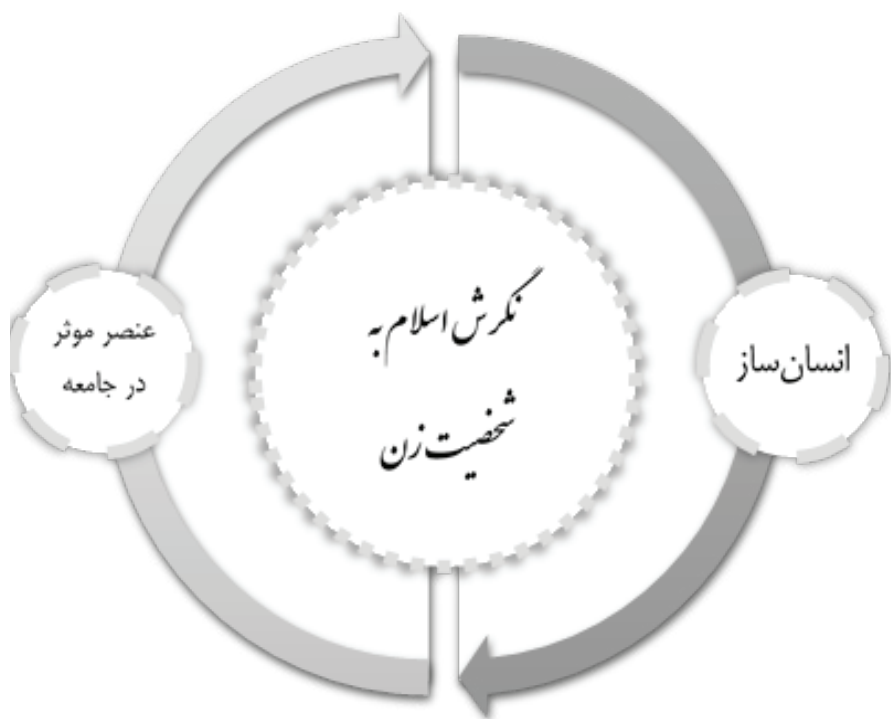 نگرش اسلام به
شخصیت زن
انسان‌ساز
عنصر موثر
در جامعه